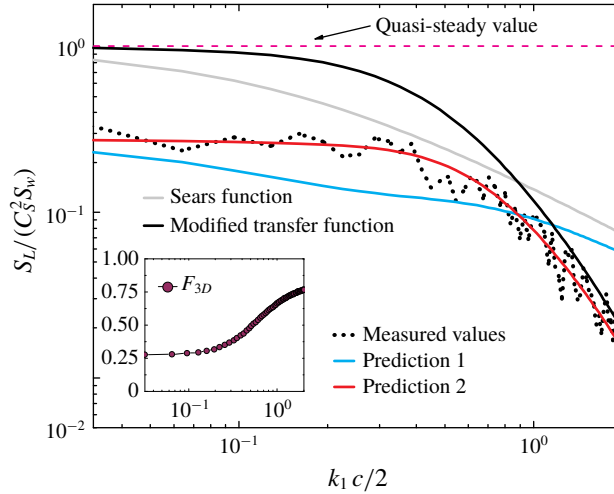 Quasi-steady value
10^0
10^{-1}
10^{-2}
S_L/(C_S^2 S_w)
Sears function
Modified transfer function
1.00
0.75
0.50
0.25
0
F_{3D}
10^{-1}
10^0
Measured values
Prediction 1
Prediction 2
10^{-1}
10^0
k_1 c/2